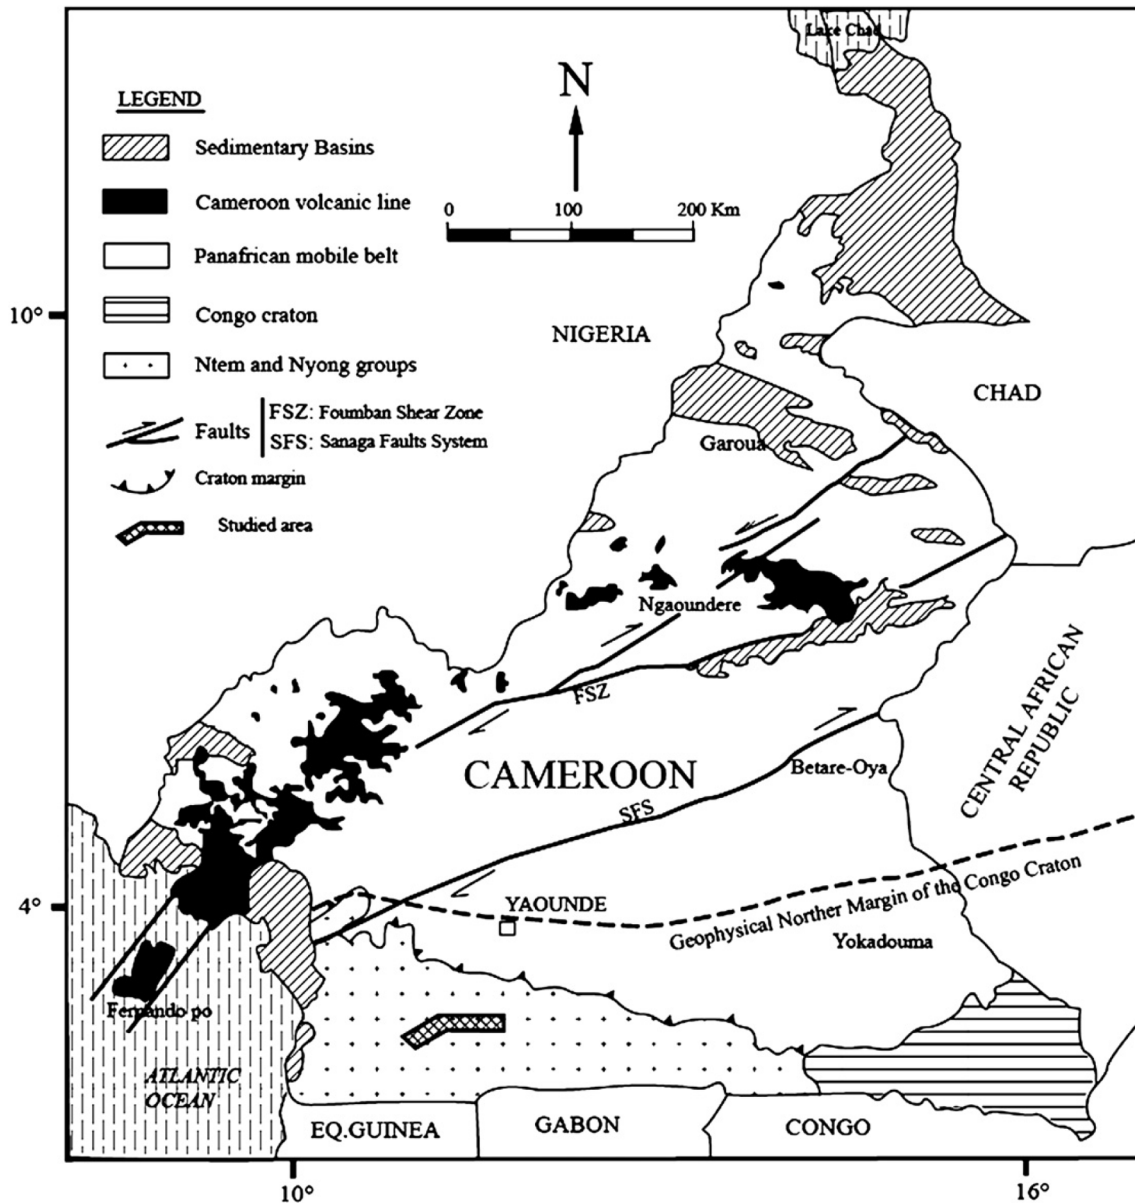 Lake Chad
LEGEND
Sedimentary Basins
Cameroon volcanic line
Panafrican mobile belt
Congo craton
Ntem and Nyong groups
Faults
FSZ: Foumban Shear Zone
SFS: Sanaga Faults System
Craton margin
Studied area
N
0 100 200 Km
10°
4°
NIGERIA
CHAD
Garoua
Ngaoundere
FSZ
CENTRAL AFRICAN
REPUBLIC
CAMEROON
Betare-Oya
SFS
YAOUNDE
Geophysical Norther Margin of the Congo Craton
Yokadouma
Fernando po
ATLANTIC
OCEAN
EQ.GUINEA
GABON
CONGO
10°
16°